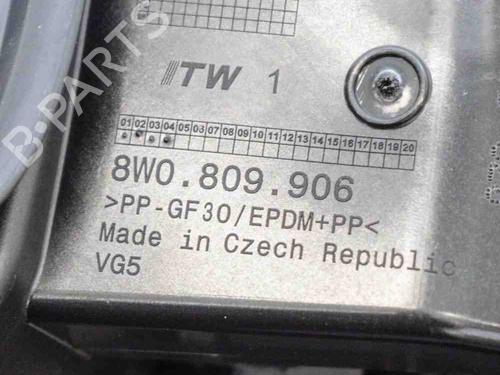 B-PARTS
ITW 1
01 02 03 04 05 03 07 08 09 10 11 12 13 14 15 16 17 18 19 20
8W0.809.906
>PP-GF30/EPDM+PP<
Made in Czech Republic
VG5